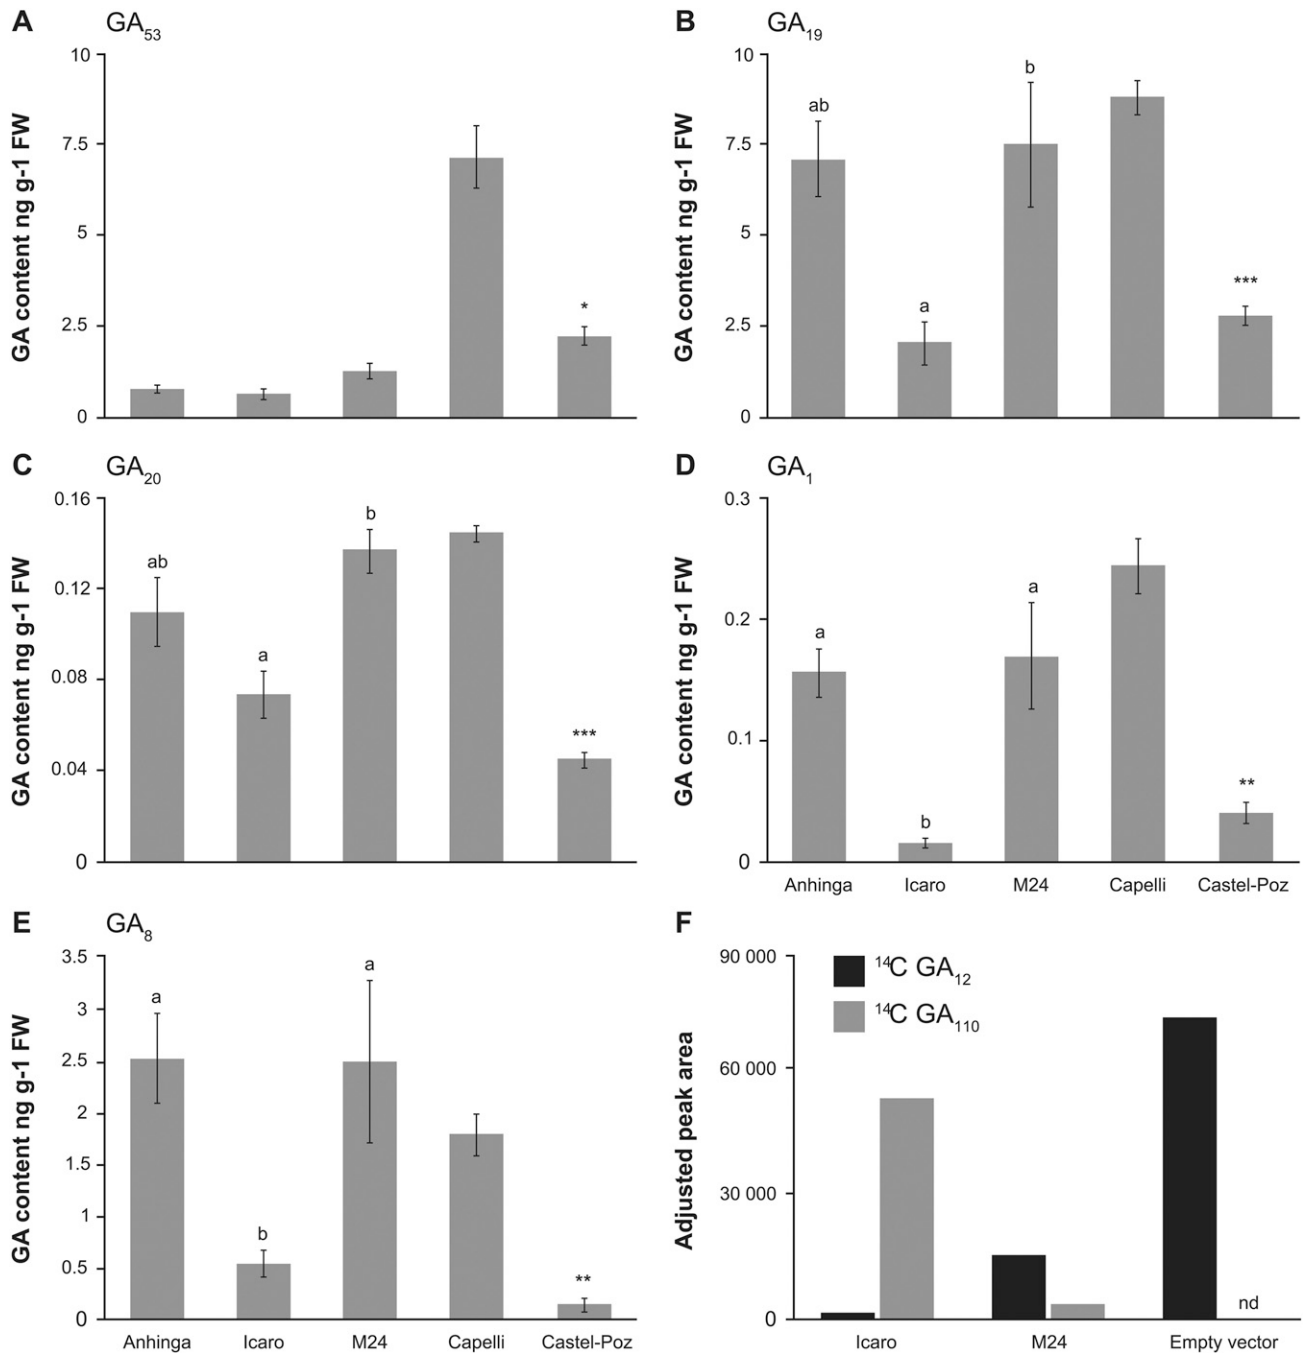 A GA53
GA content ng g-1 FW
10
7.5
5
2.5
0
*
B GA19
GA content ng g-1 FW
10
7.5
5
2.5
0
ab
a
b
***
C GA20
GA content ng g-1 FW
0.16
0.12
0.08
0.04
0
ab
a
b
***
D GA1
GA content ng g-1 FW
0.3
0.2
0.1
0
a
b
a
**
Anhinga Icaro M24 Capelli Castel-Poz
E GA8
GA content ng g-1 FW
3.5
3
2.5
2
1.5
1
0.5
0
a
b
a
**
Anhinga Icaro M24 Capelli Castel-Poz
F
Adjusted peak area
90 000
60 000
30 000
0
14C GA12
14C GA110
nd
Icaro M24 Empty vector